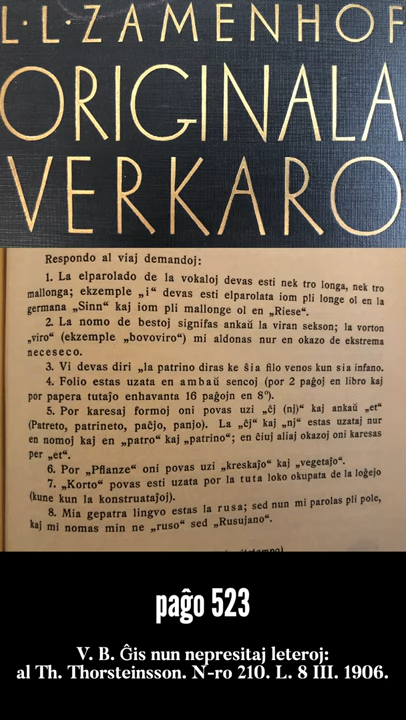 L·L·ZAMENHOF
ORIGINALA
VERKARO
Respondo al viaj demandoj:
1. La elparolado de la vokaloj devas esti nek tro longa, nek tro
mallonga; ekzemple „i“ devas esti elparolata iom pli longe ol en la
germana „Sinn“ kaj iom pli mallonge ol en „Riese“.
2. La nomo de bestoj signifas ankaŭ la viran sekson; la vorton
„viro“ (ekzemple „bovoviro“) mi aldonas nur en okazo de ekstrema
neceseco.
3. Vi devas diri „la patrino diras ke ŝia filo venos kun sia infano.
4. Folio estas uzata en ambaŭ sencoj (por 2 paĝoj en libro kaj
por papera tutaĵo enhavanta 16 paĝojn en 8⁰).
5. Por karesaj formoj oni povas uzi „ĉj (nj)“ kaj ankaŭ „et“
(Patreto, patrineto, paĉjo, panjo). La „ĉj“ kaj „nj“ estas uzataj nur
en nomoj kaj en „patro“ kaj „patrino“; en ĉiuj aliaj okazoj oni karesas
per „et“.
6. Por „Pflanze“ oni povas uzi „kreskaĵo“ kaj „vegetaĵo“.
7. „Korto“ povas esti uzata por la tuta loko okupata de la loĝejo
(kune kun la konstruataĵoj).
8. Mia gepatra lingvo estas la rusa; sed nun mi parolas pli pole,
kaj mi nomas min ne „ruso“ sed „Rusujano“.
paĝo 523
V. B. Ĝis nun nepresitaj leteroj:
al Th. Thorsteinsson. N-ro 210. L. 8 III. 1906.